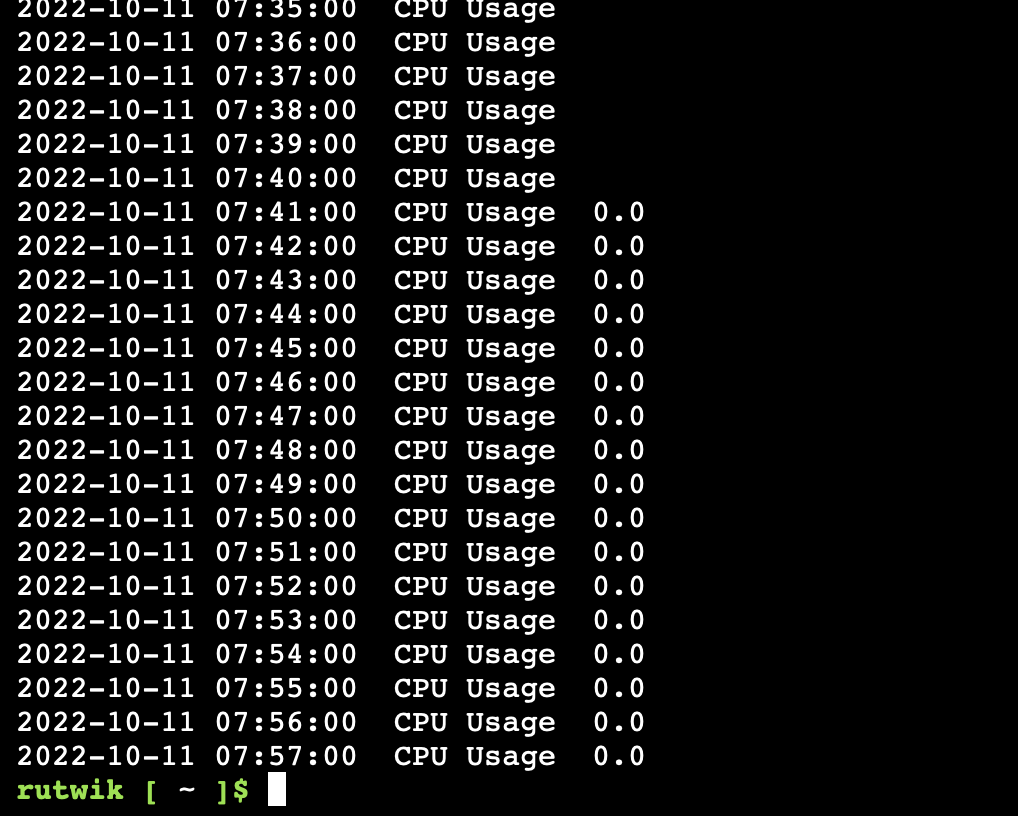 2022-10-11 07:35:00  CPU Usage
2022-10-11 07:36:00  CPU Usage
2022-10-11 07:37:00  CPU Usage
2022-10-11 07:38:00  CPU Usage
2022-10-11 07:39:00  CPU Usage
2022-10-11 07:40:00  CPU Usage
2022-10-11 07:41:00  CPU Usage  0.0
2022-10-11 07:42:00  CPU Usage  0.0
2022-10-11 07:43:00  CPU Usage  0.0
2022-10-11 07:44:00  CPU Usage  0.0
2022-10-11 07:45:00  CPU Usage  0.0
2022-10-11 07:46:00  CPU Usage  0.0
2022-10-11 07:47:00  CPU Usage  0.0
2022-10-11 07:48:00  CPU Usage  0.0
2022-10-11 07:49:00  CPU Usage  0.0
2022-10-11 07:50:00  CPU Usage  0.0
2022-10-11 07:51:00  CPU Usage  0.0
2022-10-11 07:52:00  CPU Usage  0.0
2022-10-11 07:53:00  CPU Usage  0.0
2022-10-11 07:54:00  CPU Usage  0.0
2022-10-11 07:55:00  CPU Usage  0.0
2022-10-11 07:56:00  CPU Usage  0.0
2022-10-11 07:57:00  CPU Usage  0.0
rutwik [ ~ ]$